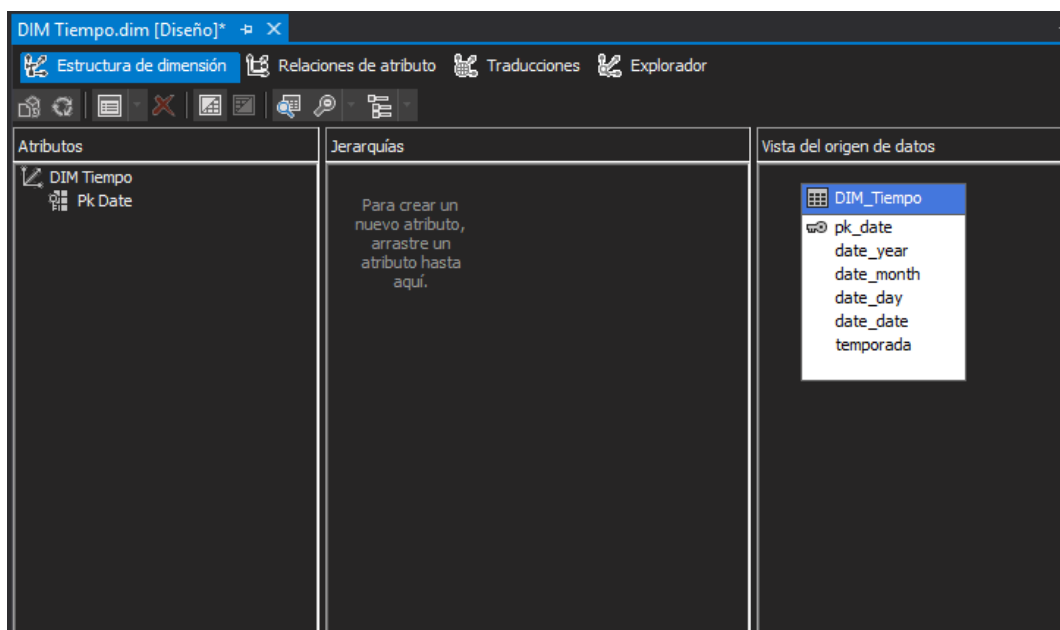 DIM Tiempo.dim [Diseño]*
Estructura de dimensión Relaciones de atributo Traducciones Explorador
Atributos
DIM Tiempo
Pk Date
Jerarquías
Para crear un
nuevo atributo,
arrastre un
atributo hasta
aquí.
Vista del origen de datos
DIM_Tiempo
pk_date
date_year
date_month
date_day
date_date
temporada